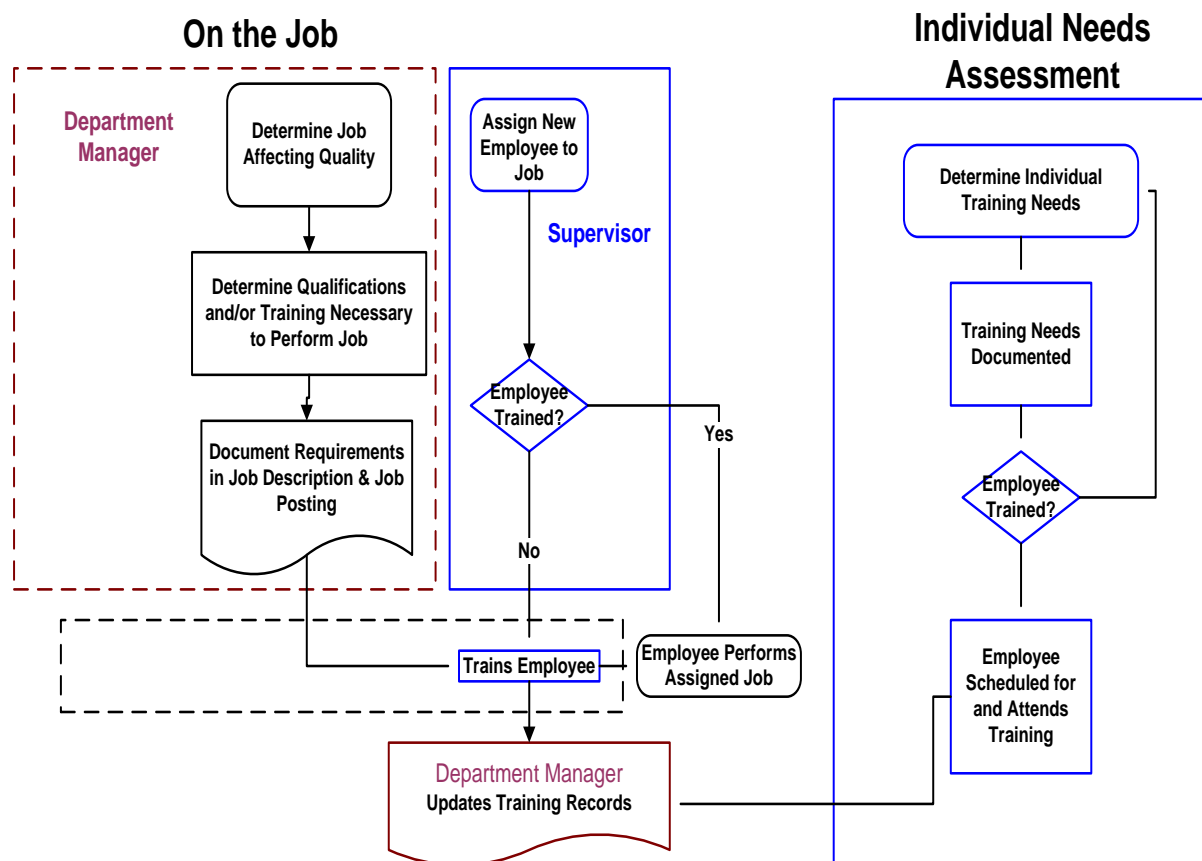 On the Job
Department
Manager
Determine Job
Affecting Quality
Determine Qualifications
and/or Training Necessary
to Perform Job
Document Requirements
in Job Description & Job
Posting
Assign New
Employee to
Job
Supervisor
Employee
Trained?
Yes
No
Trains Employee
Employee Performs
Assigned Job
Department Manager
Updates Training Records
Individual Needs
Assessment
Determine Individual
Training Needs
Training Needs
Documented
Employee
Trained?
Employee
Scheduled for
and Attends
Training